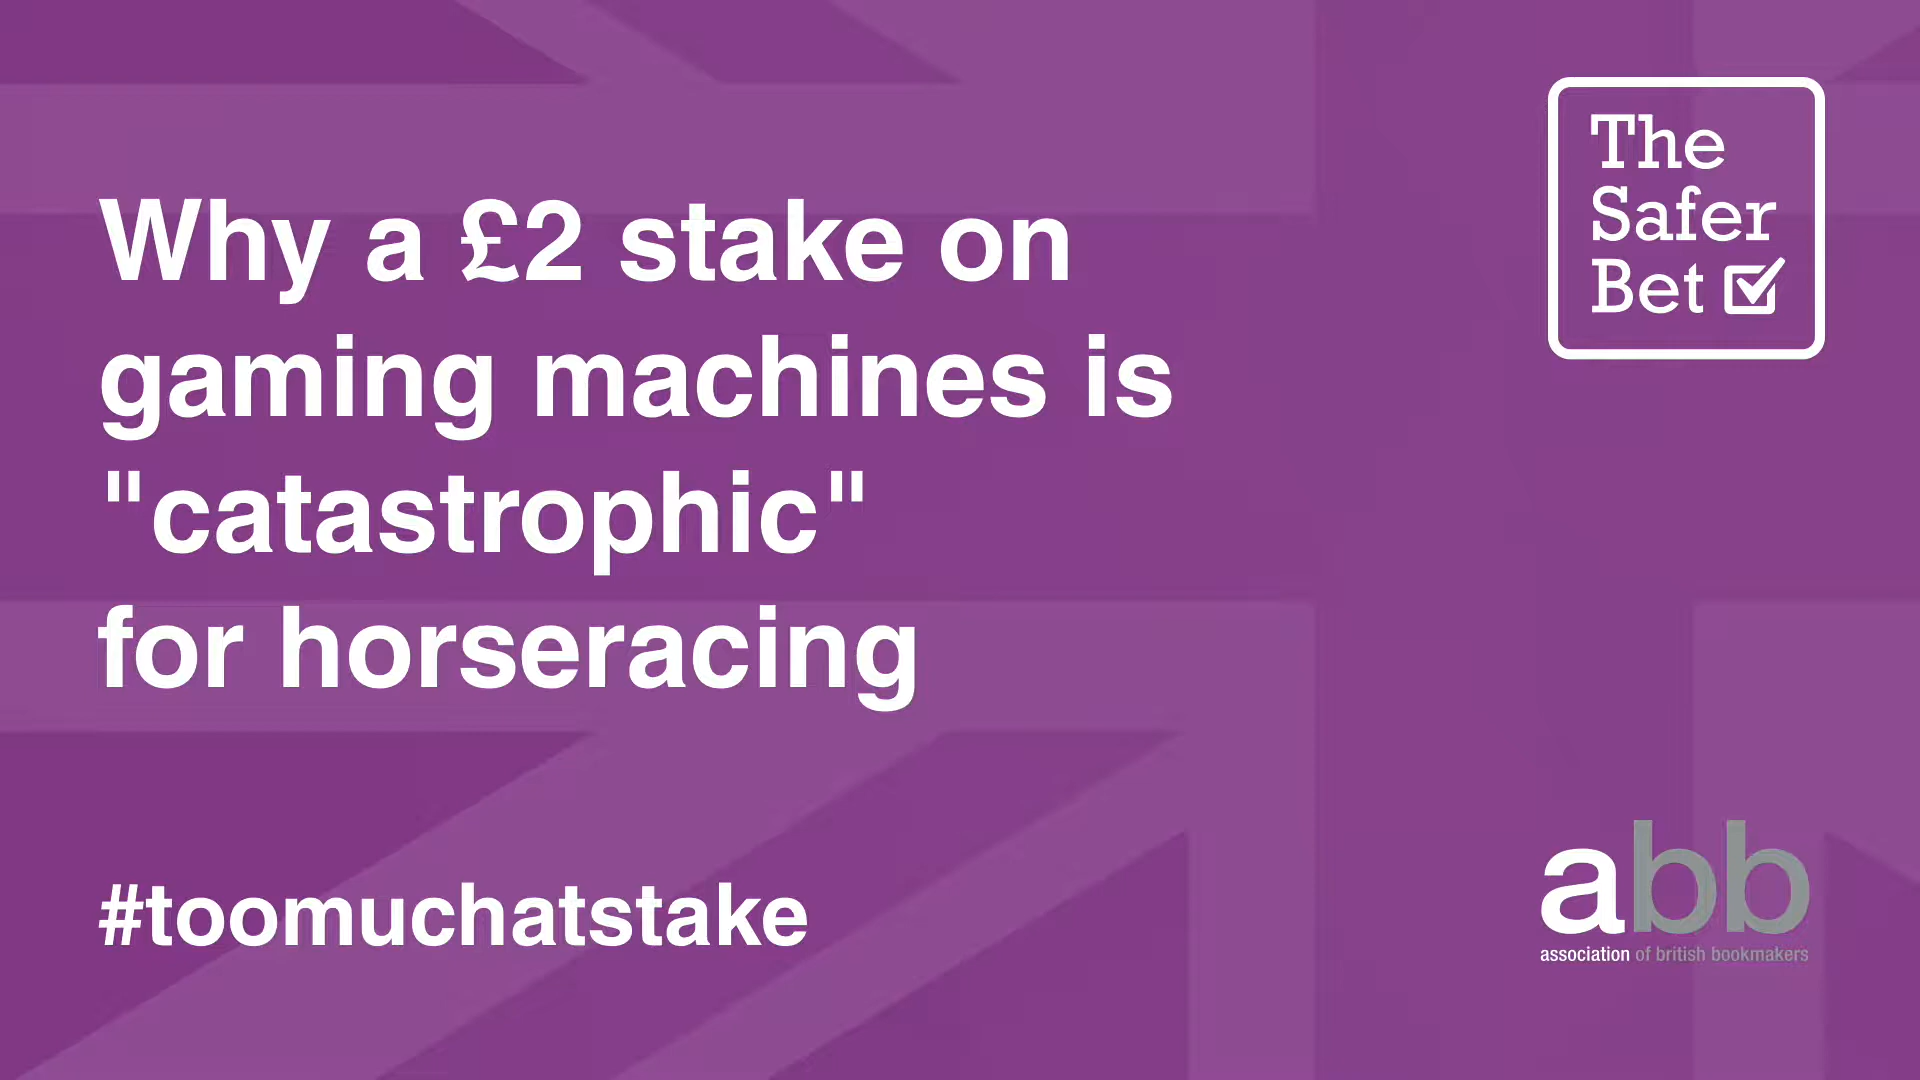 Why a £2 stake on
gaming machines is
"catastrophic"
for horseracing
#toomuchatstake
The
Safer
Bet
abb
association of british bookmakers